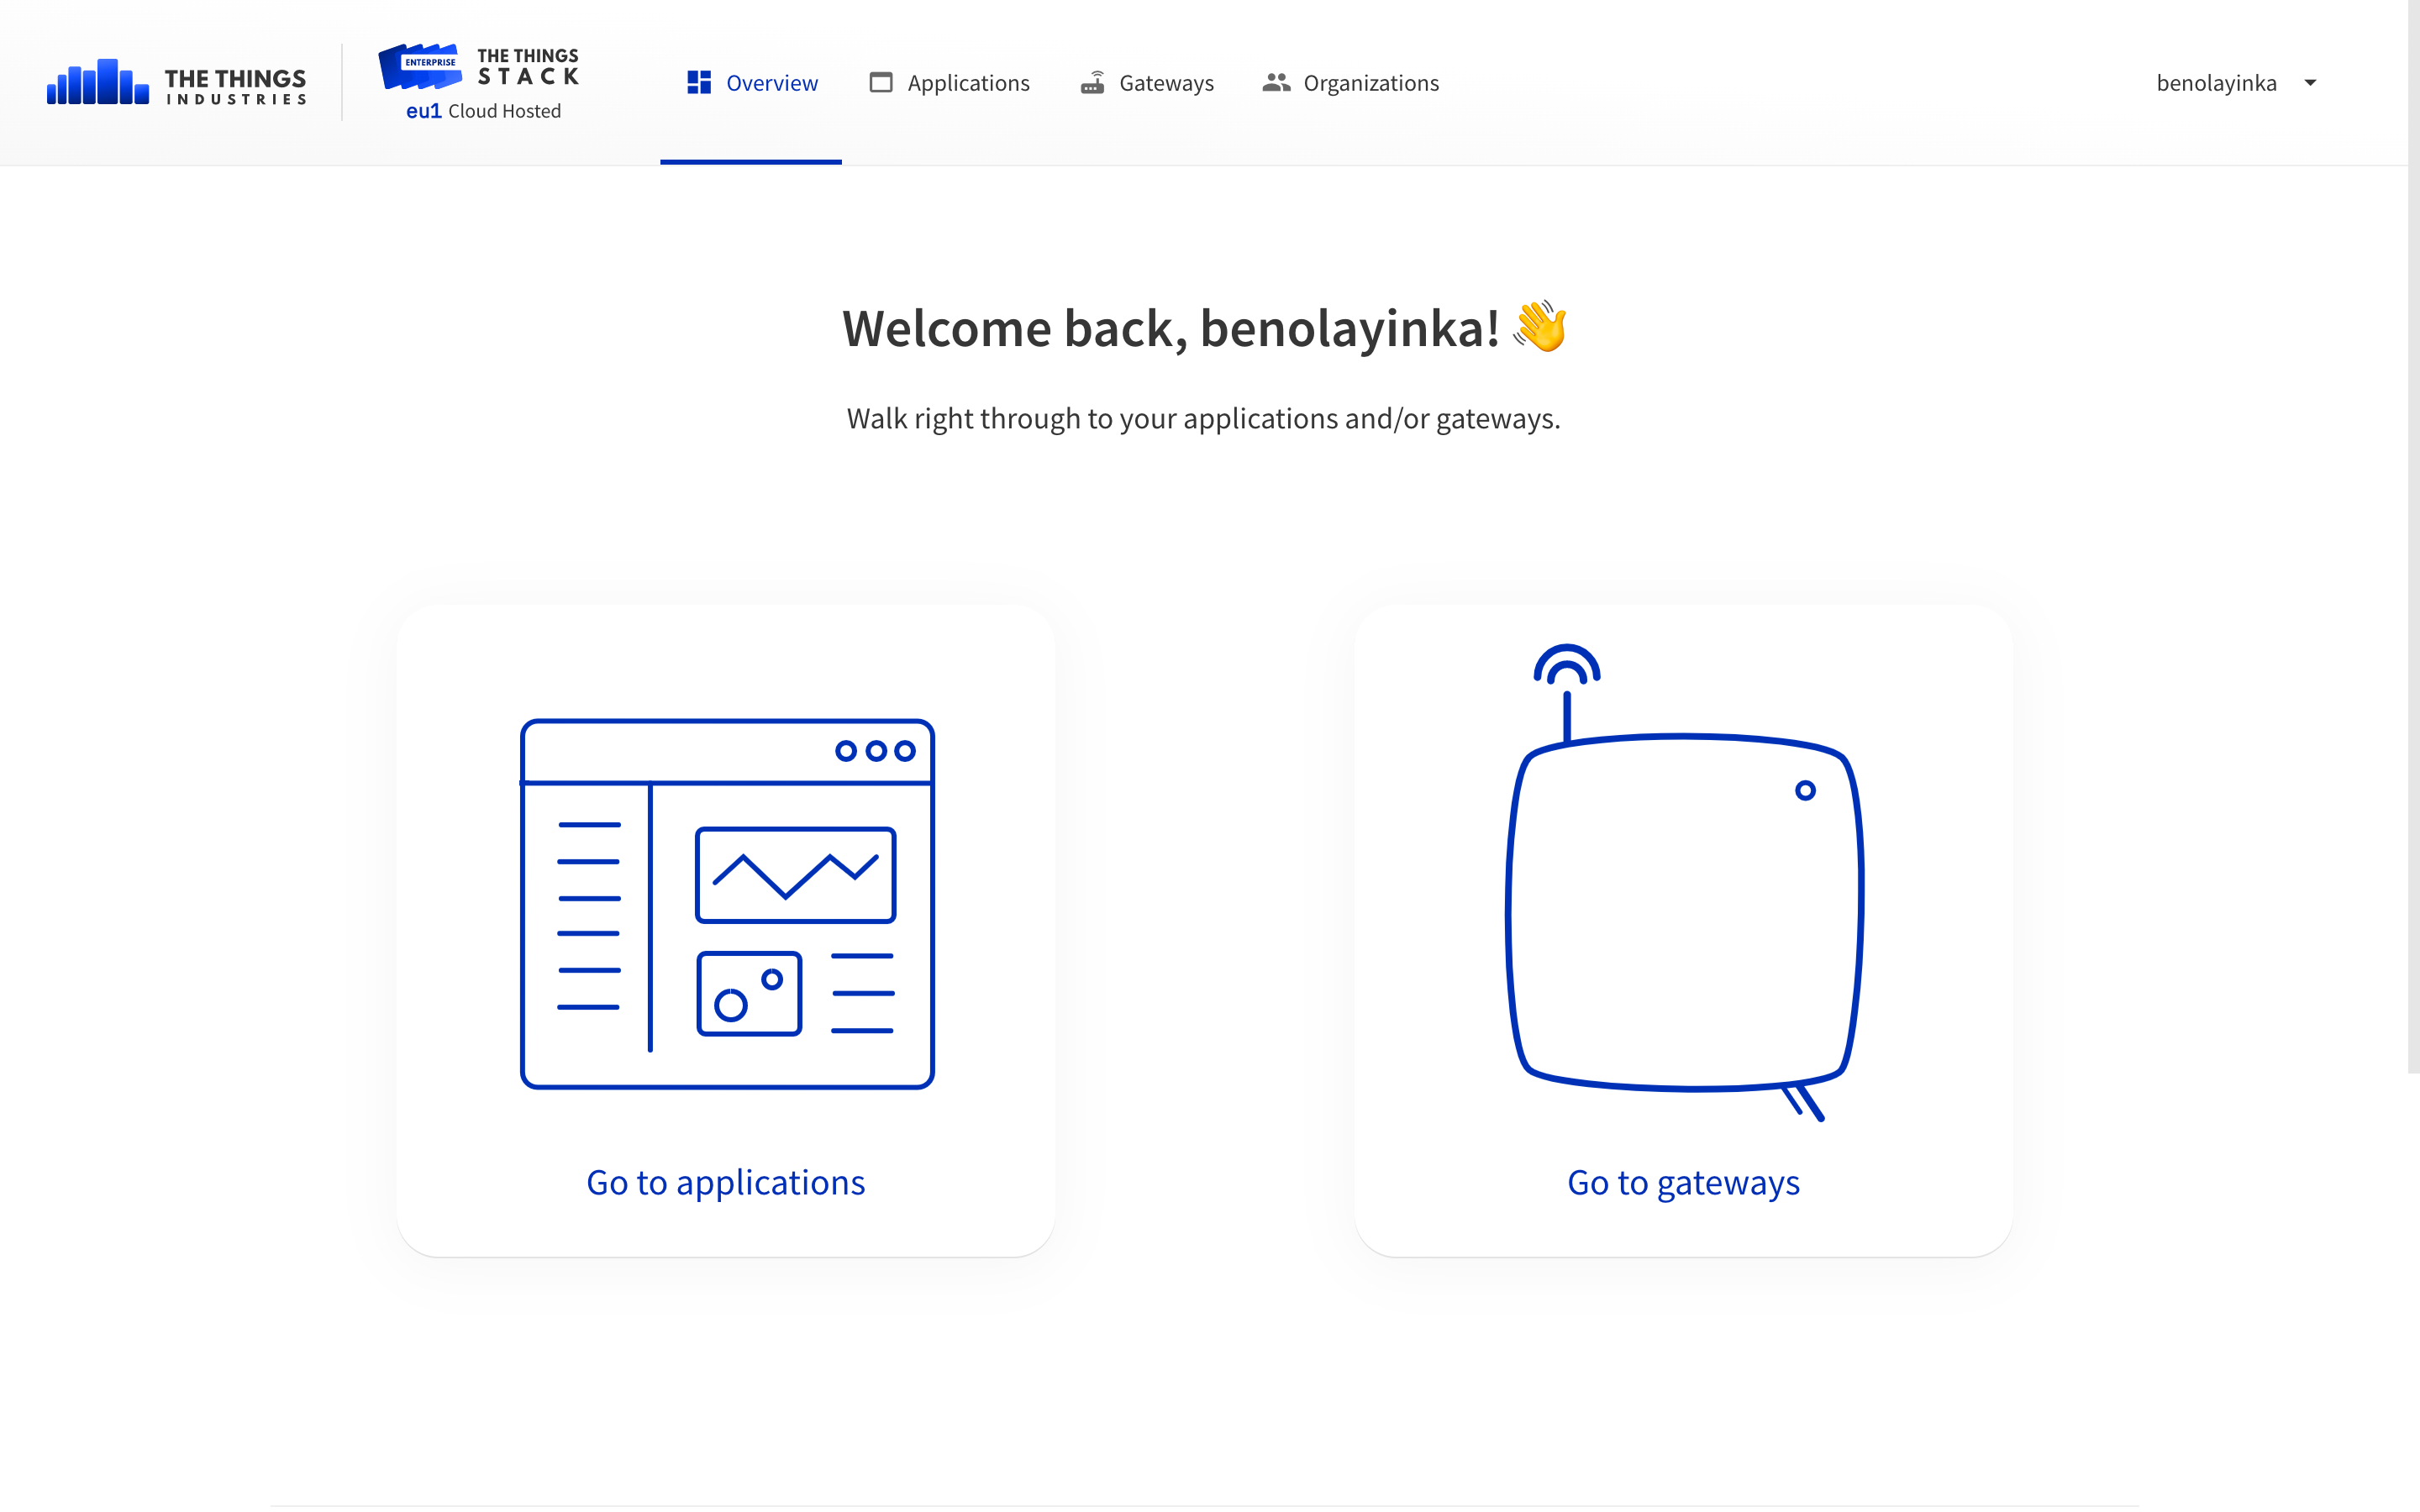 THE THINGS
INDUSTRIES
ENTERPRISE
THE THINGS
STACK
eu1 Cloud Hosted
Overview
Applications
Gateways
Organizations
benolayinka
Welcome back, benolayinka! 👋
Walk right through to your applications and/or gateways.
Go to applications
Go to gateways